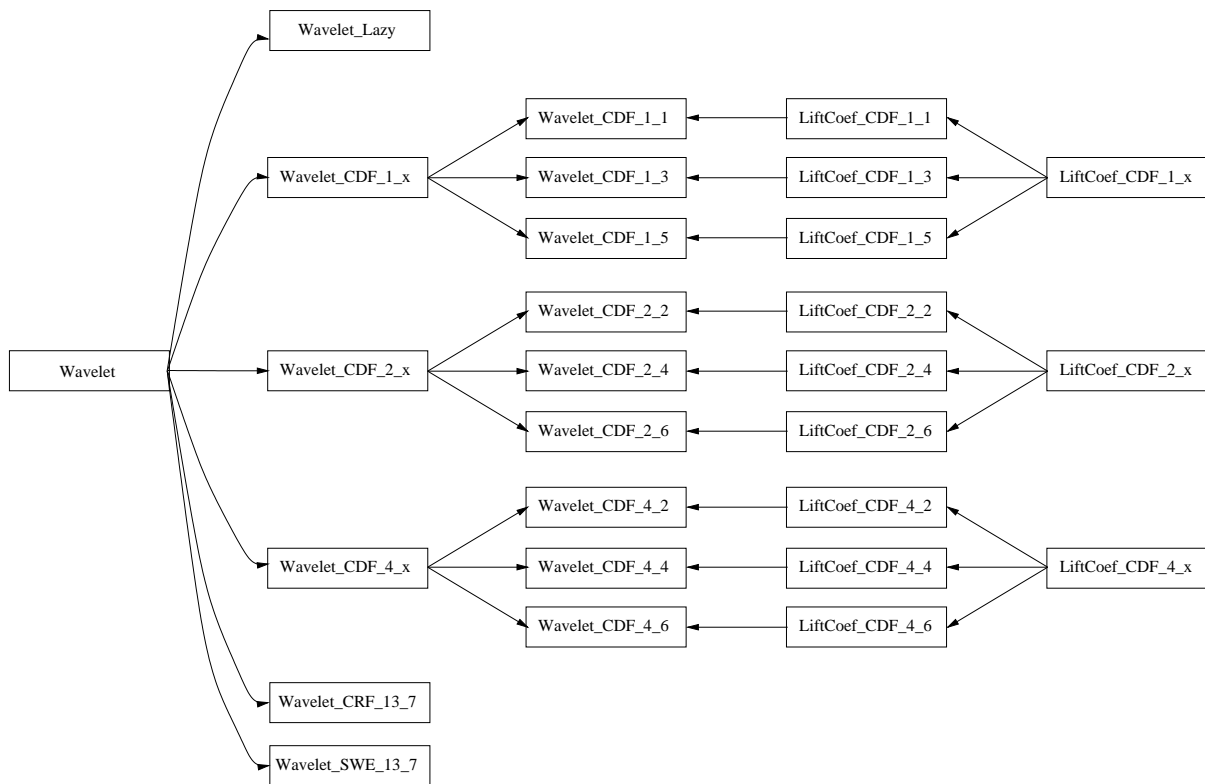 Wavelet_Lazy
Wavelet_CDF_1_1
LiftCoef_CDF_1_1
Wavelet_CDF_1_x
Wavelet_CDF_1_3
LiftCoef_CDF_1_3
LiftCoef_CDF_1_x
Wavelet_CDF_1_5
LiftCoef_CDF_1_5
Wavelet_CDF_2_2
LiftCoef_CDF_2_2
Wavelet
Wavelet_CDF_2_x
Wavelet_CDF_2_4
LiftCoef_CDF_2_4
LiftCoef_CDF_2_x
Wavelet_CDF_2_6
LiftCoef_CDF_2_6
Wavelet_CDF_4_2
LiftCoef_CDF_4_2
Wavelet_CDF_4_x
Wavelet_CDF_4_4
LiftCoef_CDF_4_4
LiftCoef_CDF_4_x
Wavelet_CDF_4_6
LiftCoef_CDF_4_6
Wavelet_CRF_13_7
Wavelet_SWE_13_7